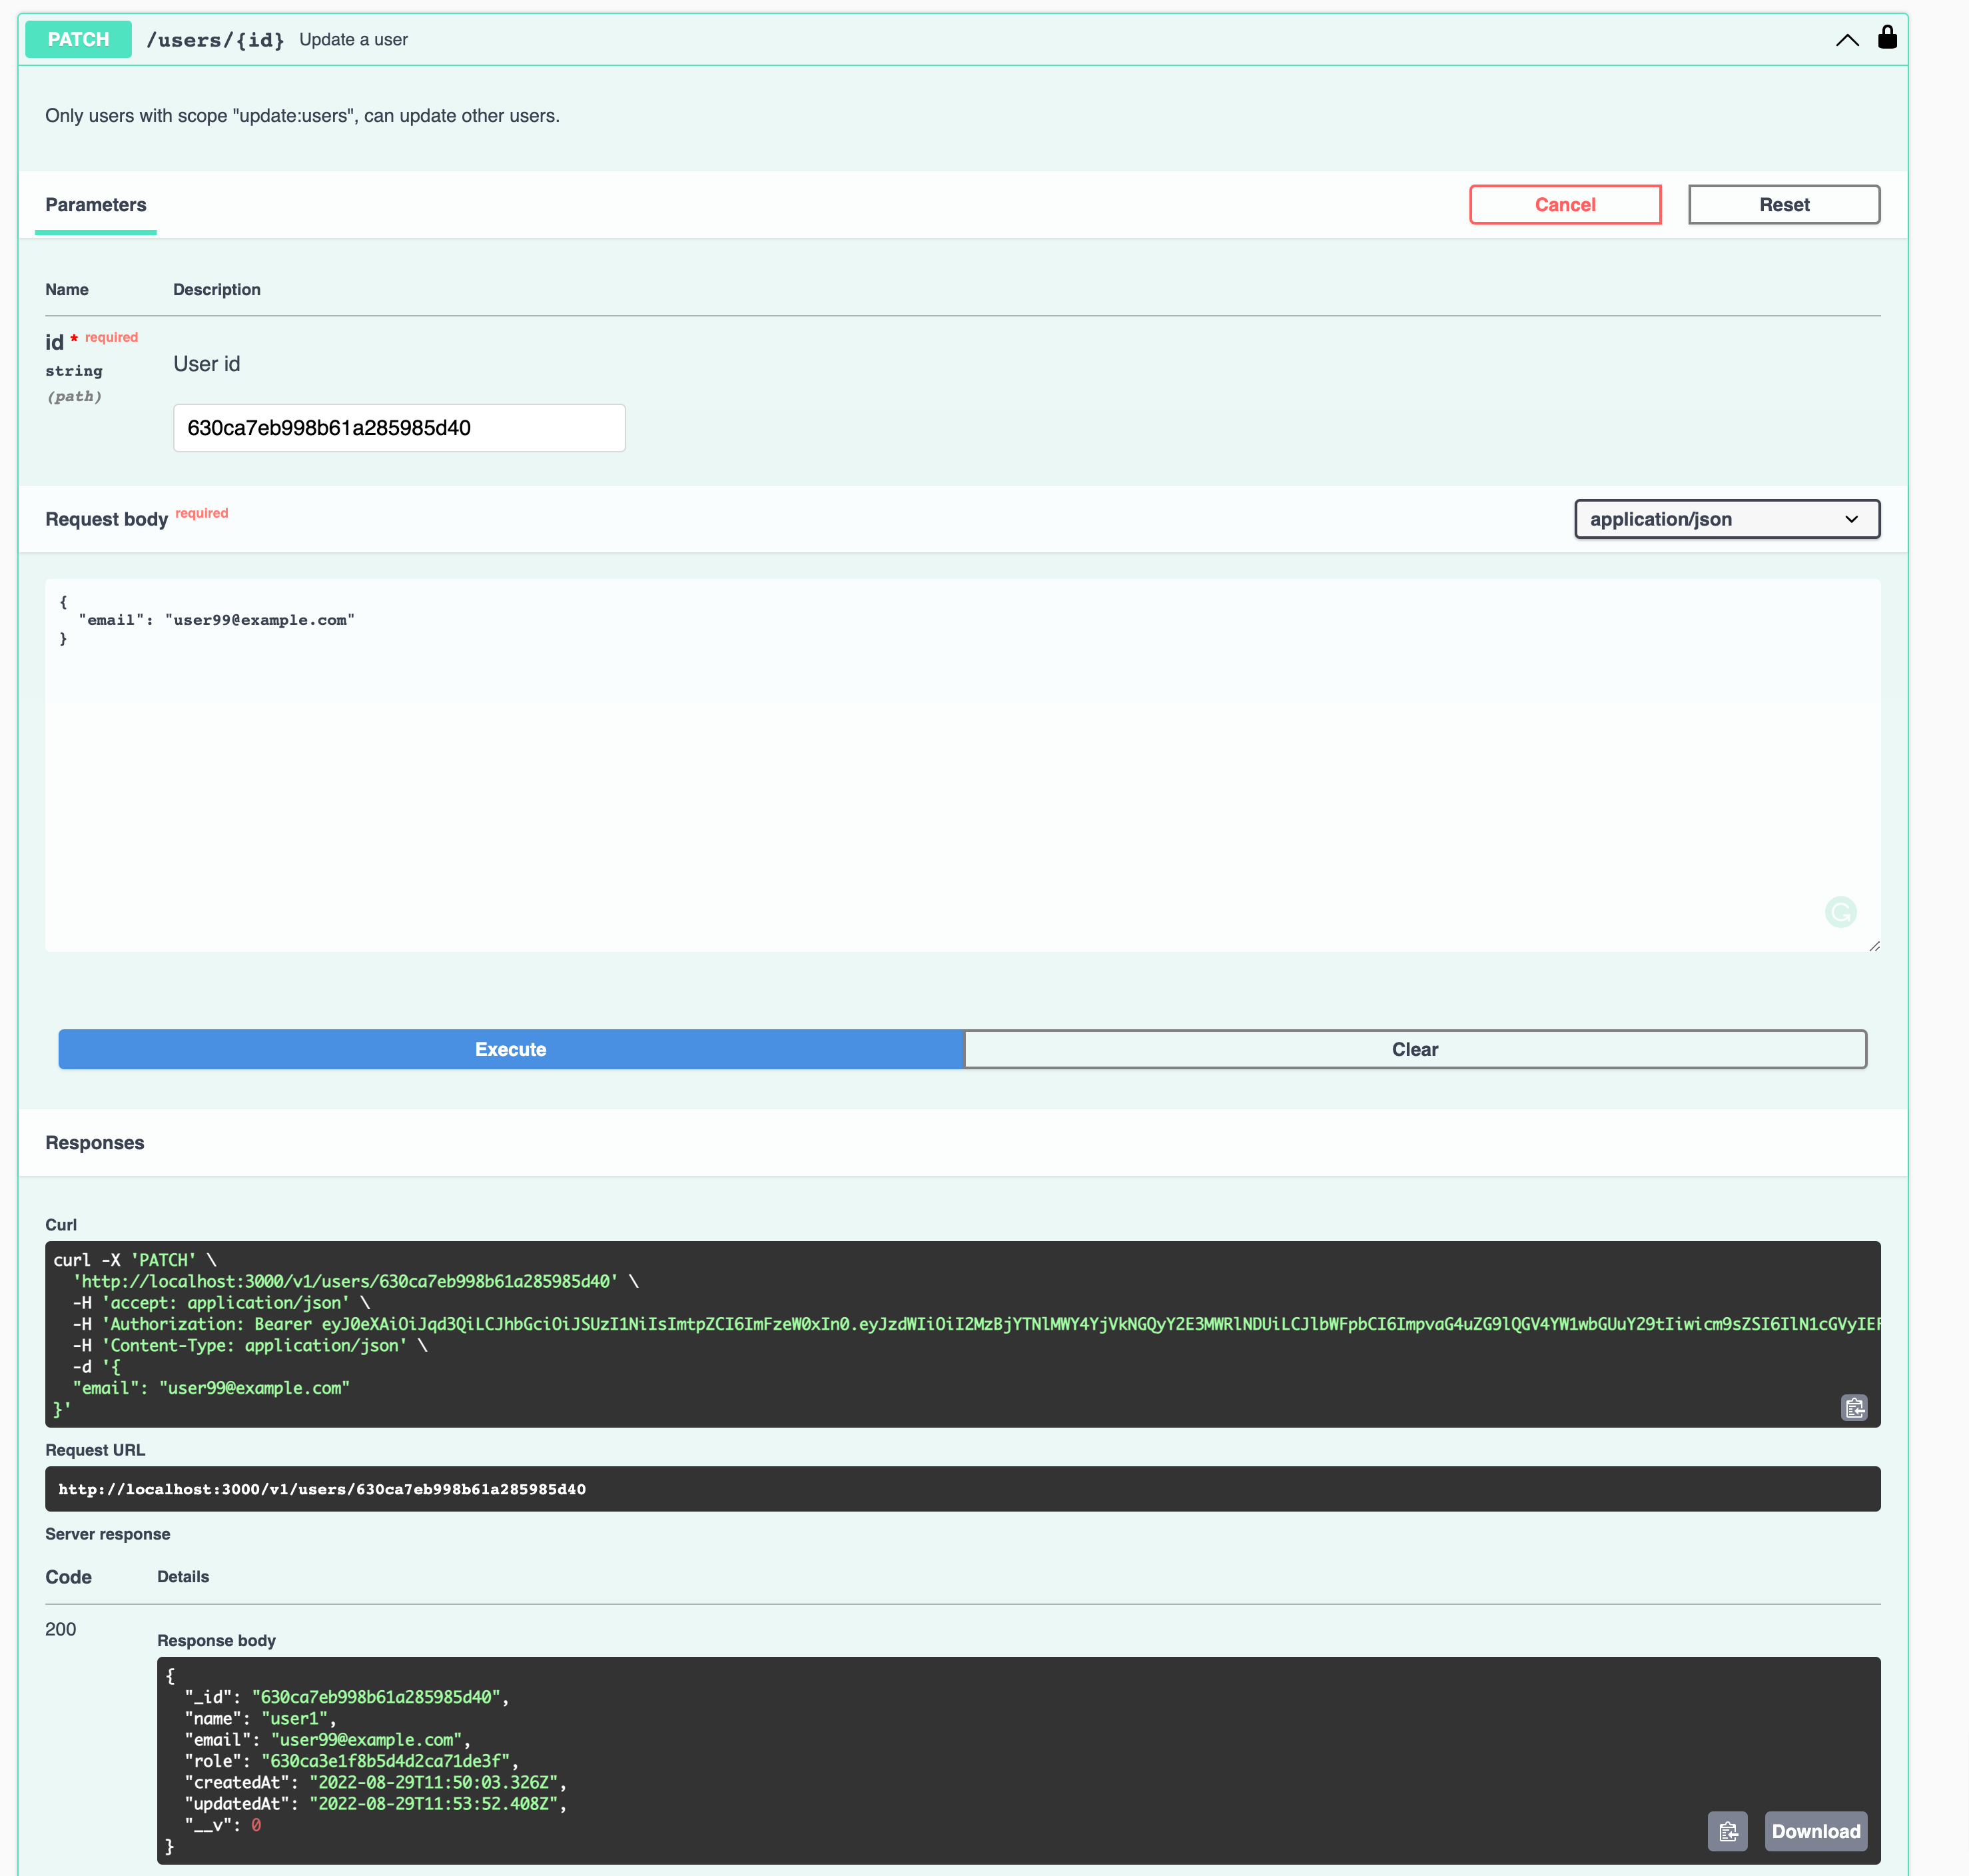 PATCH /users/{id} Update a user
Only users with scope "update:users", can update other users.
Parameters Cancel Reset
Name Description
id * required
string
(path)
User id
630ca7eb998b61a285985d40
Request body required application/json
{
  "email": "user99@example.com"
}
Execute Clear
Responses
Curl
curl -X 'PATCH' \
  'http://localhost:3000/v1/users/630ca7eb998b61a285985d40' \
  -H 'accept: application/json' \
  -H 'Authorization: Bearer eyJ0eXAiOiJqd3QiLCJhbGciOiJSUzI1NiIsImtpZCI6ImFzeW0xIn0.eyJzdWIiOiI2MzBjYTNlMWY4YjVkNGQyY2E3MWRlNDUiLCJlbWFpbCI6ImpvaG4uZG9lQGV4YW1wbGUuY29tIiwicm9sZSI6IlN1cGVyIEF
  -H 'Content-Type: application/json' \
  -d '{
  "email": "user99@example.com"
}'
Request URL
http://localhost:3000/v1/users/630ca7eb998b61a285985d40
Server response
Code Details
200
Response body
{
  "_id": "630ca7eb998b61a285985d40",
  "name": "user1",
  "email": "user99@example.com",
  "role": "630ca3e1f8b5d4d2ca71de3f",
  "createdAt": "2022-08-29T11:50:03.326Z",
  "updatedAt": "2022-08-29T11:53:52.408Z",
  "__v": 0
}
Download